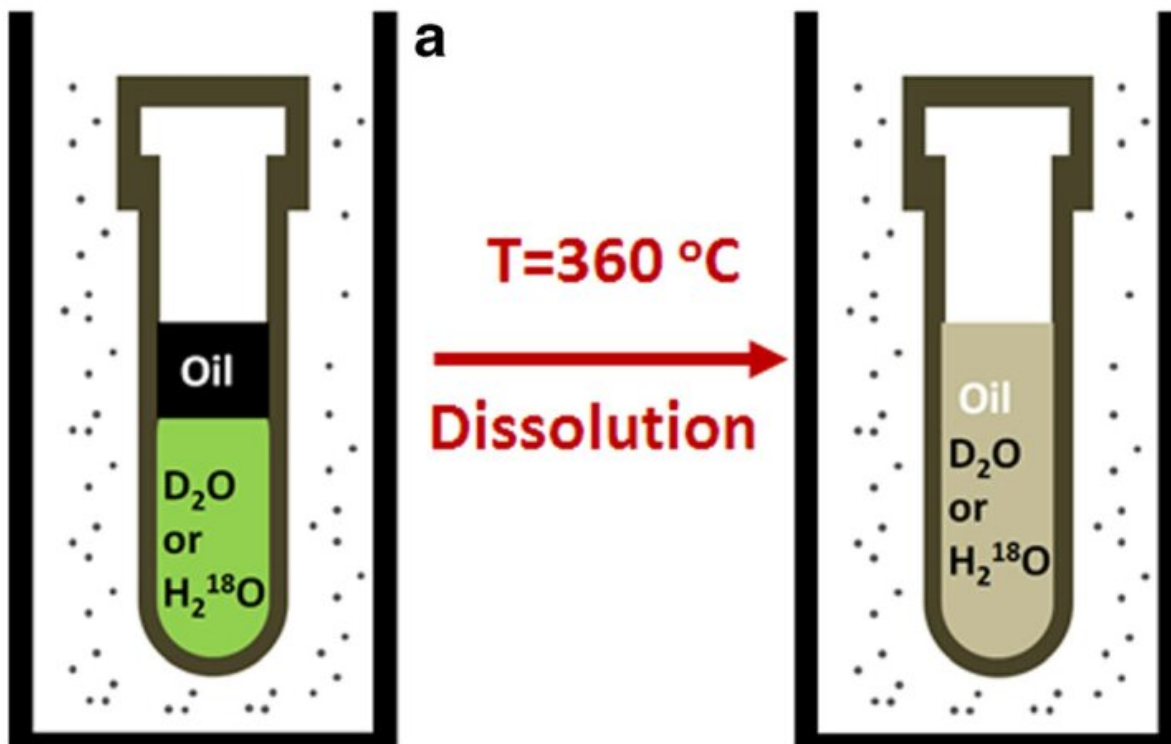 a
Oil
D₂O
or
H₂¹⁸O
T=360 °C
Dissolution
Oil
D₂O
or
H₂¹⁸O